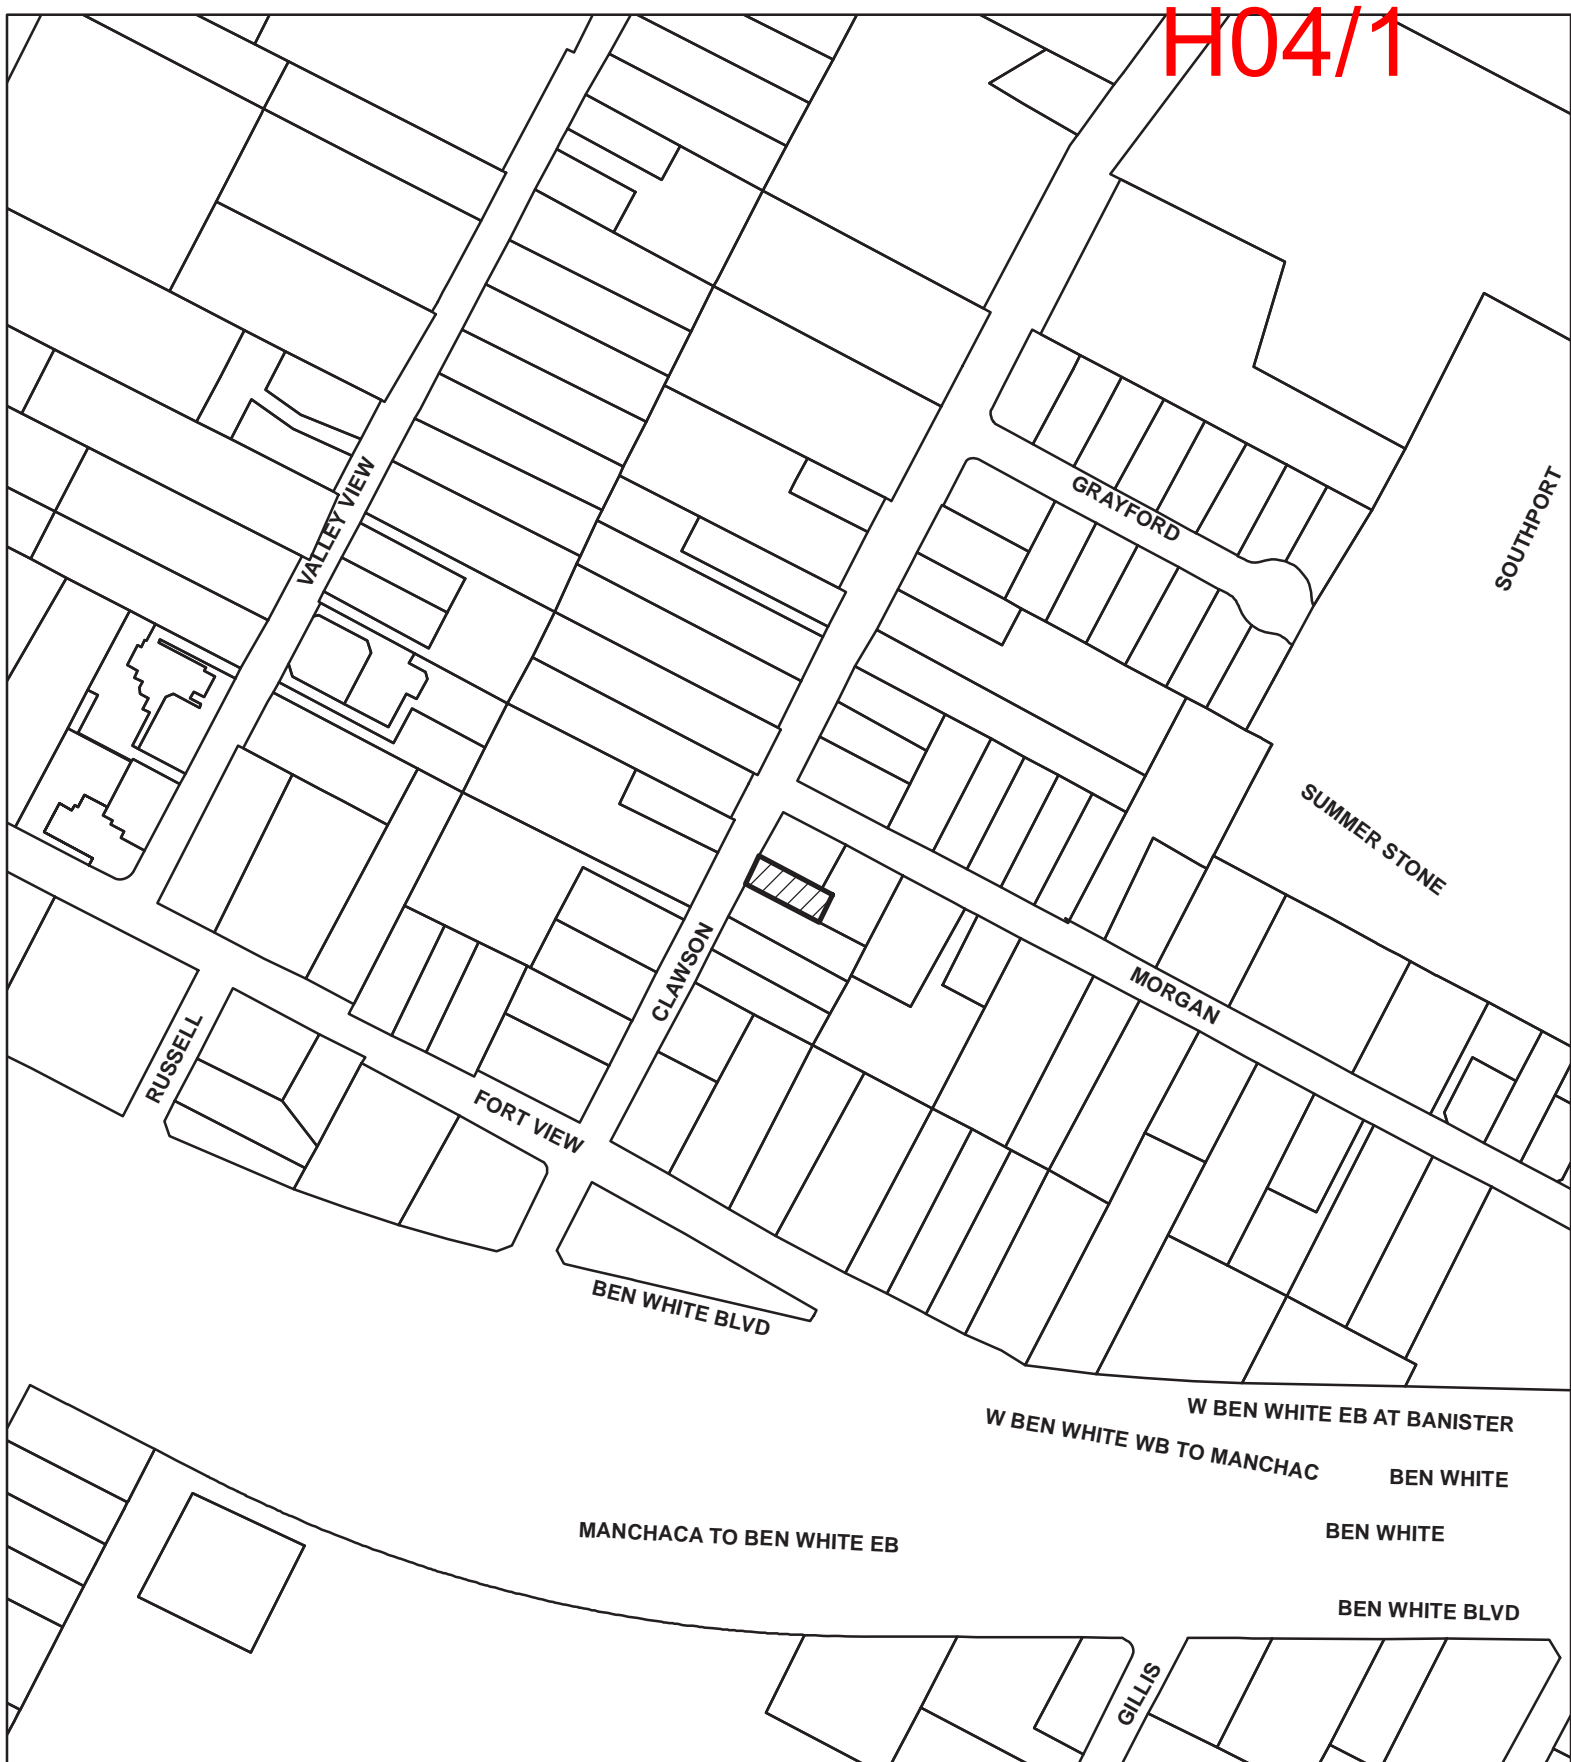 H04/1
VALLEY VIEW
GRAYFORD
SOUTHPORT
SUMMER STONE
CLAWSON
MORGAN
RUSSELL
FORT VIEW
BEN WHITE BLVD
W BEN WHITE EB AT BANISTER
W BEN WHITE WB TO MANCHAC
BEN WHITE
MANCHACA TO BEN WHITE EB
BEN WHITE
BEN WHITE BLVD
GILLIS